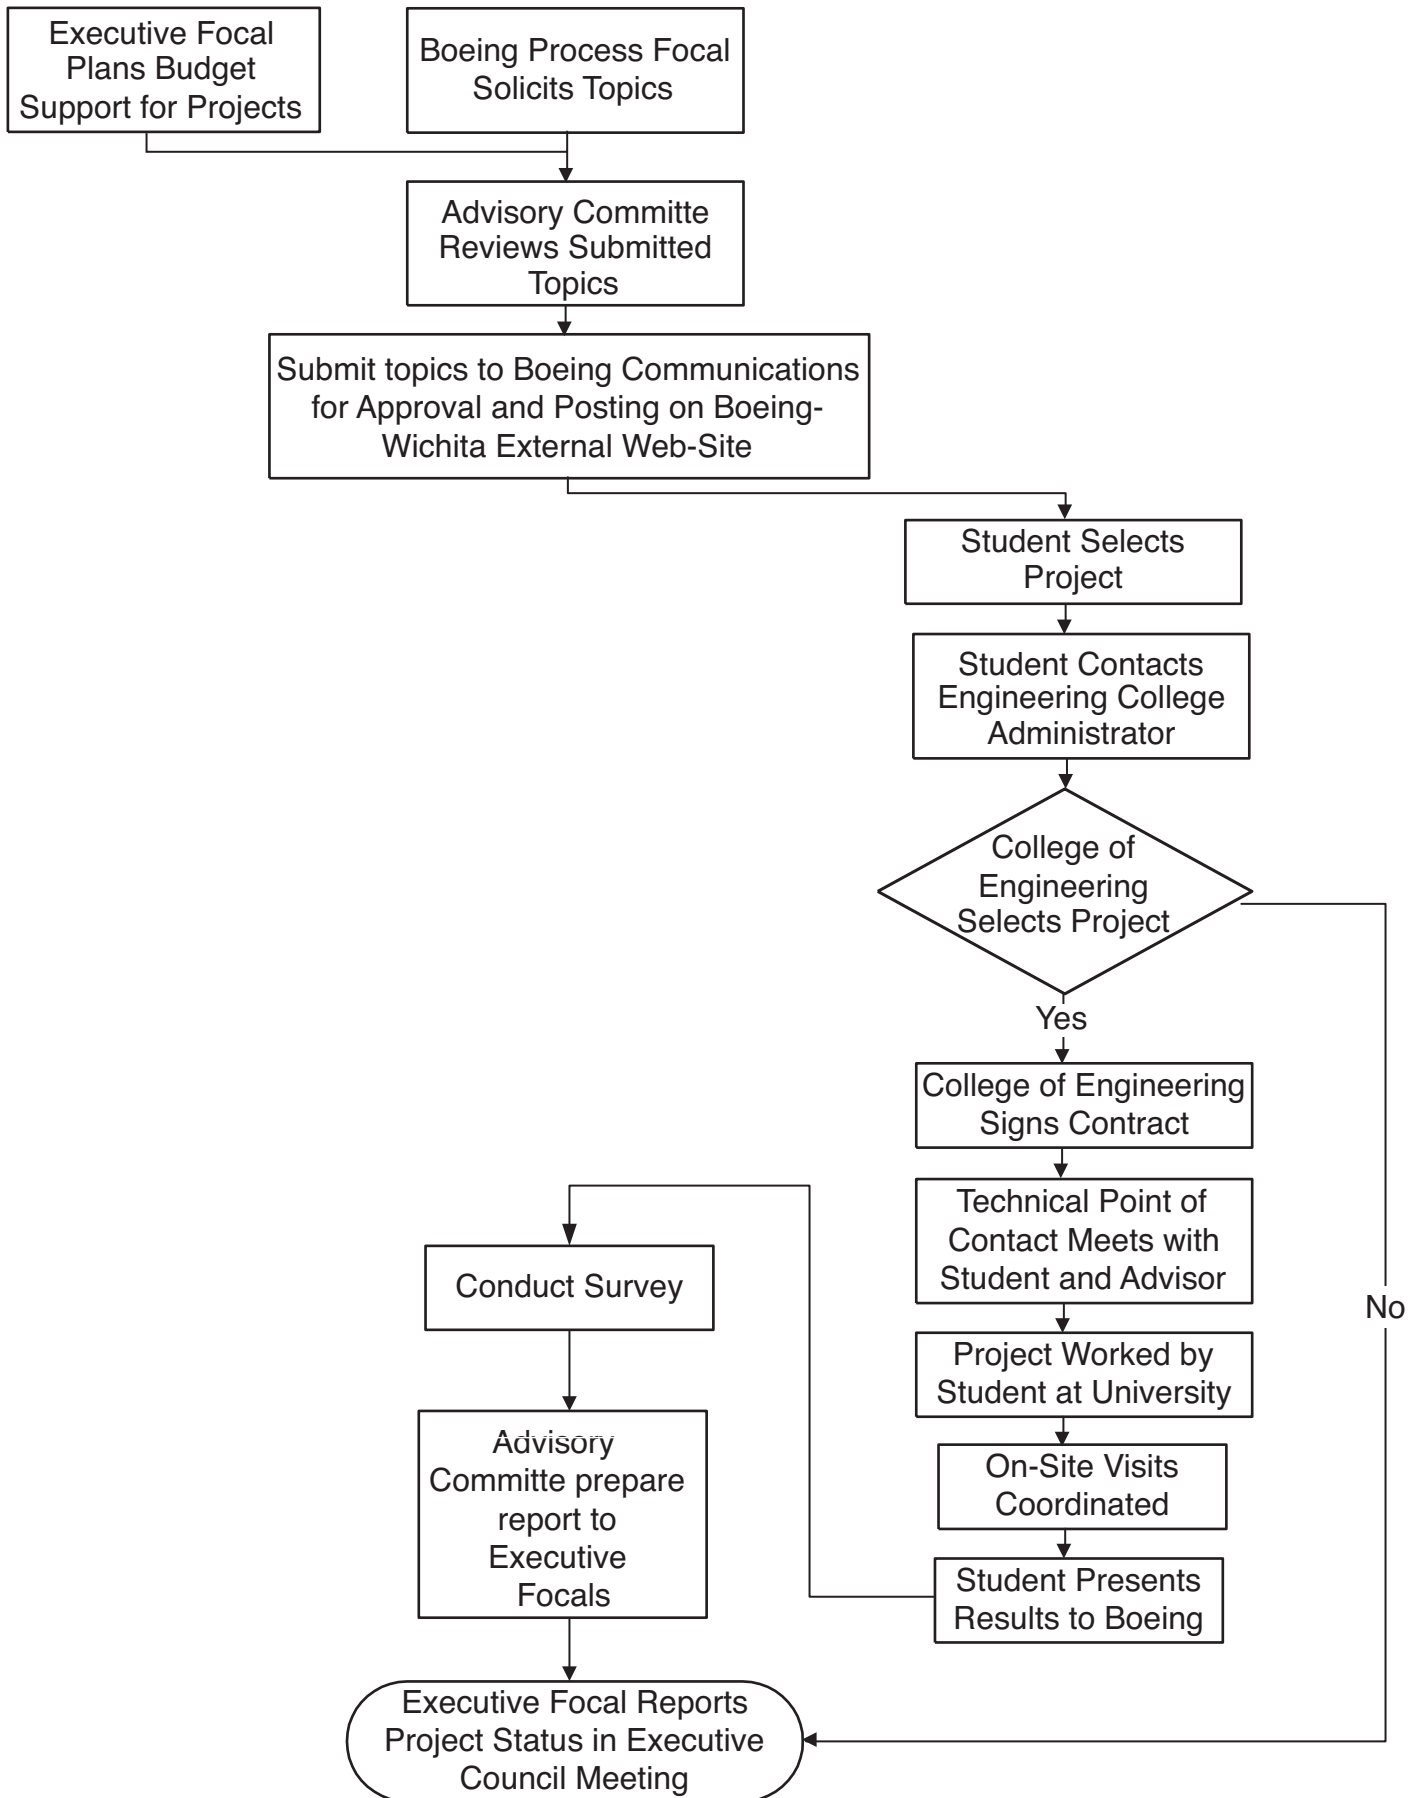 Executive Focal
Plans Budget
Support for Projects
Boeing Process Focal
Solicits Topics
Advisory Committe
Reviews Submitted
Topics
Submit topics to Boeing Communications
for Approval and Posting on Boeing-
Wichita External Web-Site
Student Selects
Project
Student Contacts
Engineering College
Administrator
College of
Engineering
Selects Project
Yes
No
College of Engineering
Signs Contract
Technical Point of
Contact Meets with
Student and Advisor
Project Worked by
Student at University
On-Site Visits
Coordinated
Student Presents
Results to Boeing
Conduct Survey
Advisory
Committe prepare
report to
Executive
Focals
Executive Focal Reports
Project Status in Executive
Council Meeting